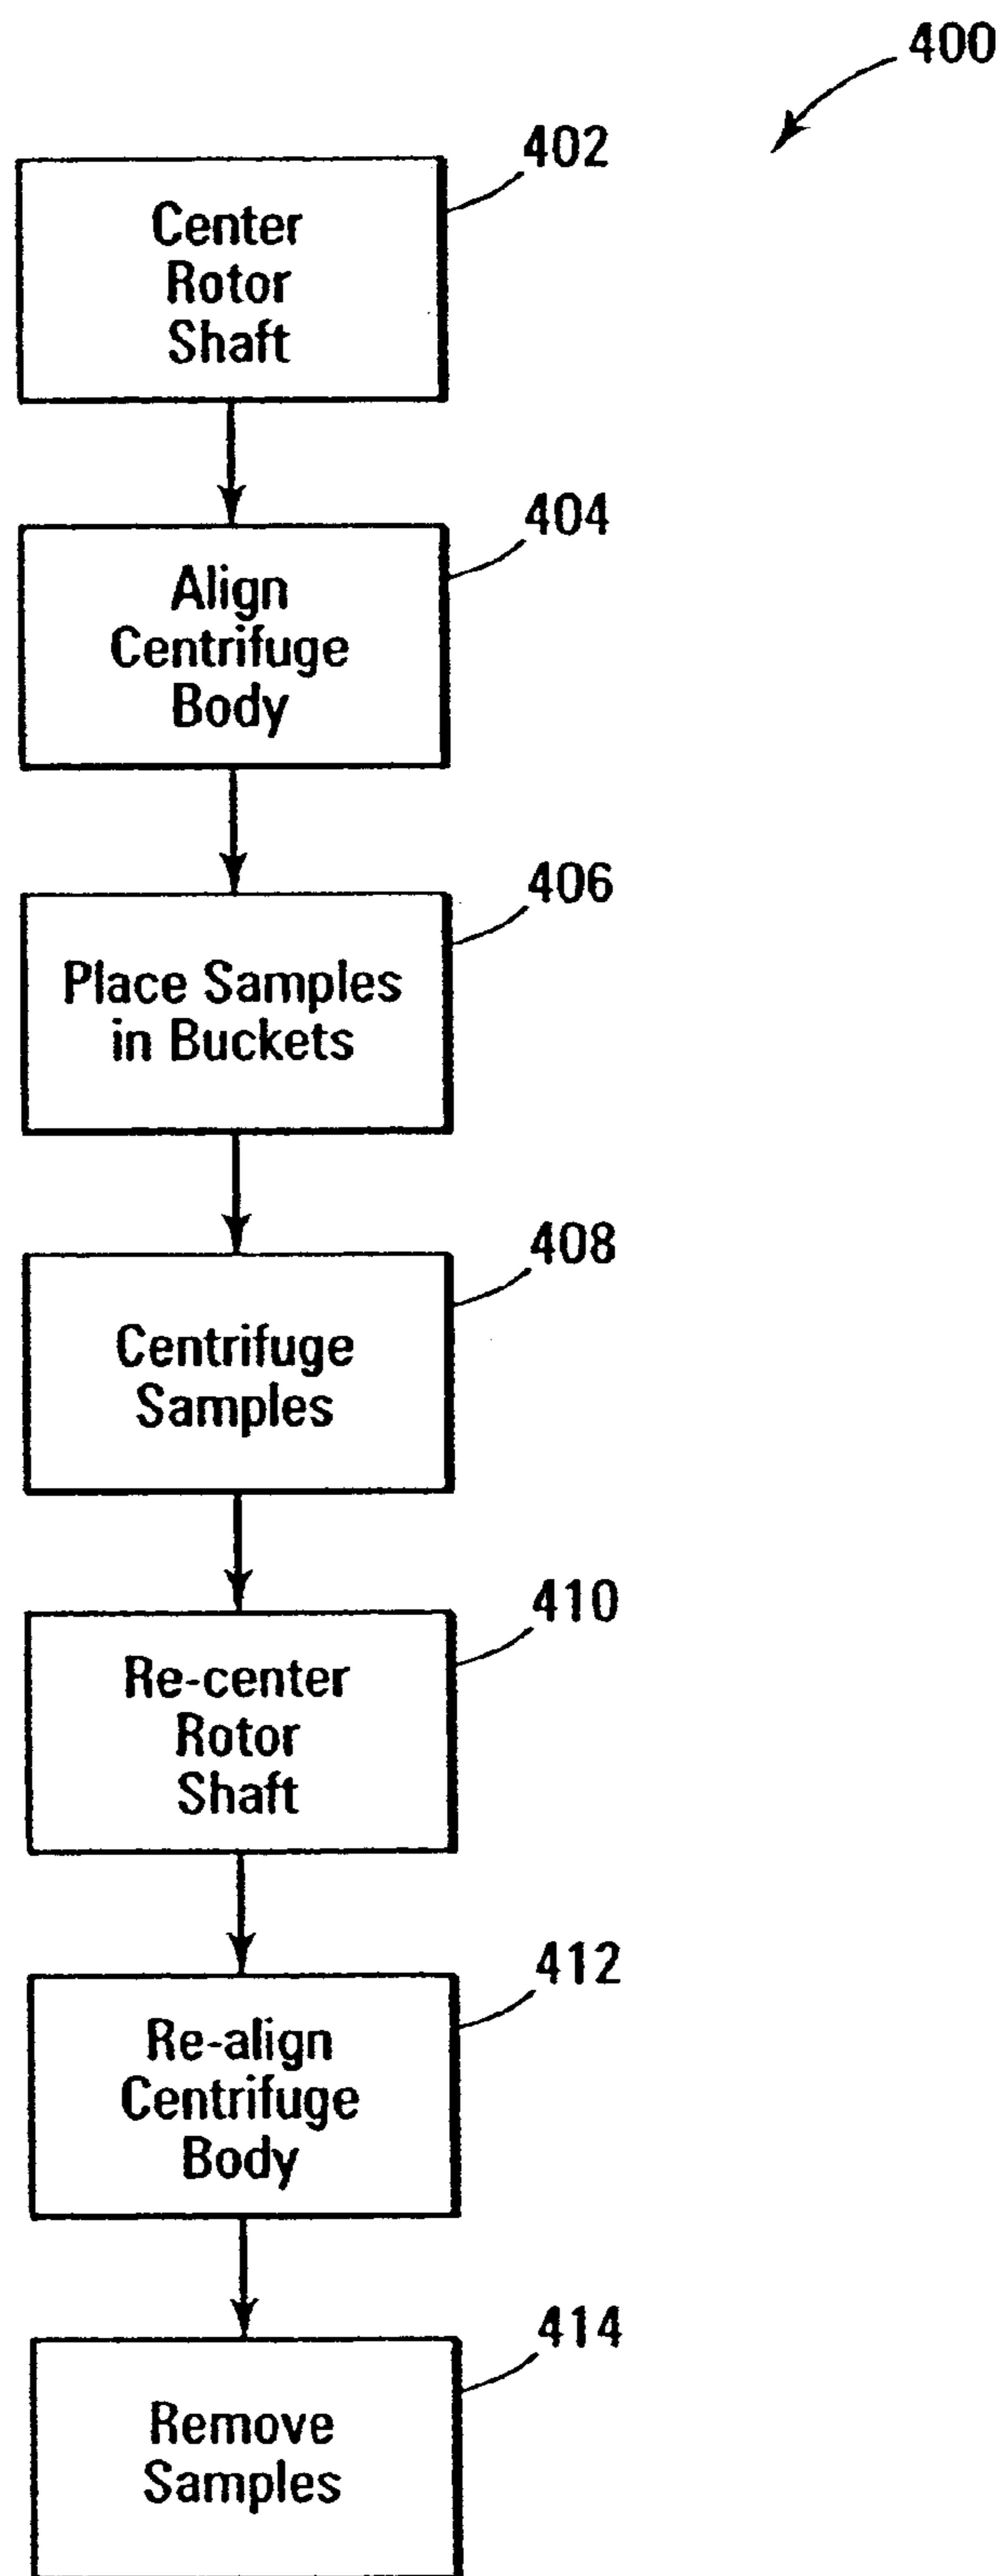 400
402
Center
Rotor
Shaft
404
Align
Centrifuge
Body
406
Place Samples
in Buckets
408
Centrifuge
Samples
410
Re-center
Rotor
Shaft
412
Re-align
Centrifuge
Body
414
Remove
Samples